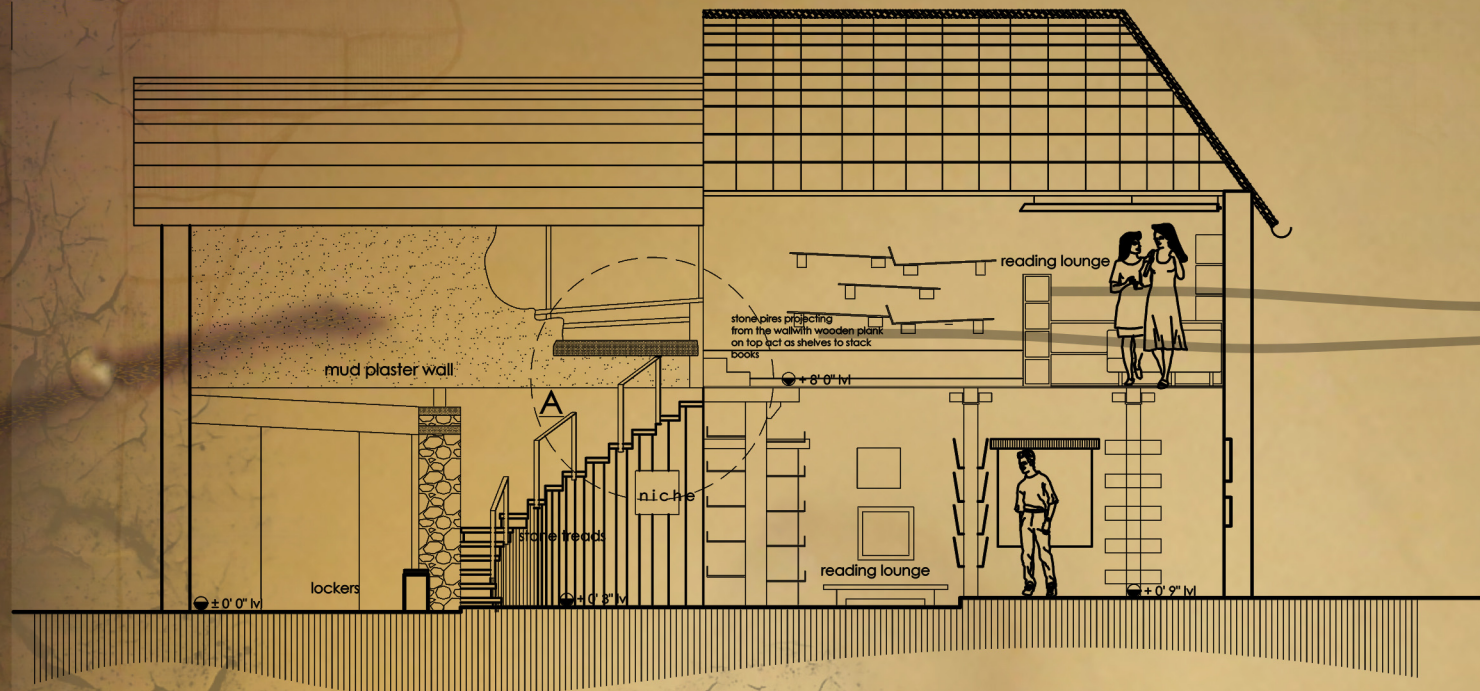 reading lounge
stone pires projecting
from the wallwith wooden plank
on top act as shelves to stack
books
mud plaster wall
+ 8' 0" lvl
A
niche
stone treads
reading lounge
lockers
± 0' 0" lvl
+ 0' 3" lvl
+ 0' 9" lvl